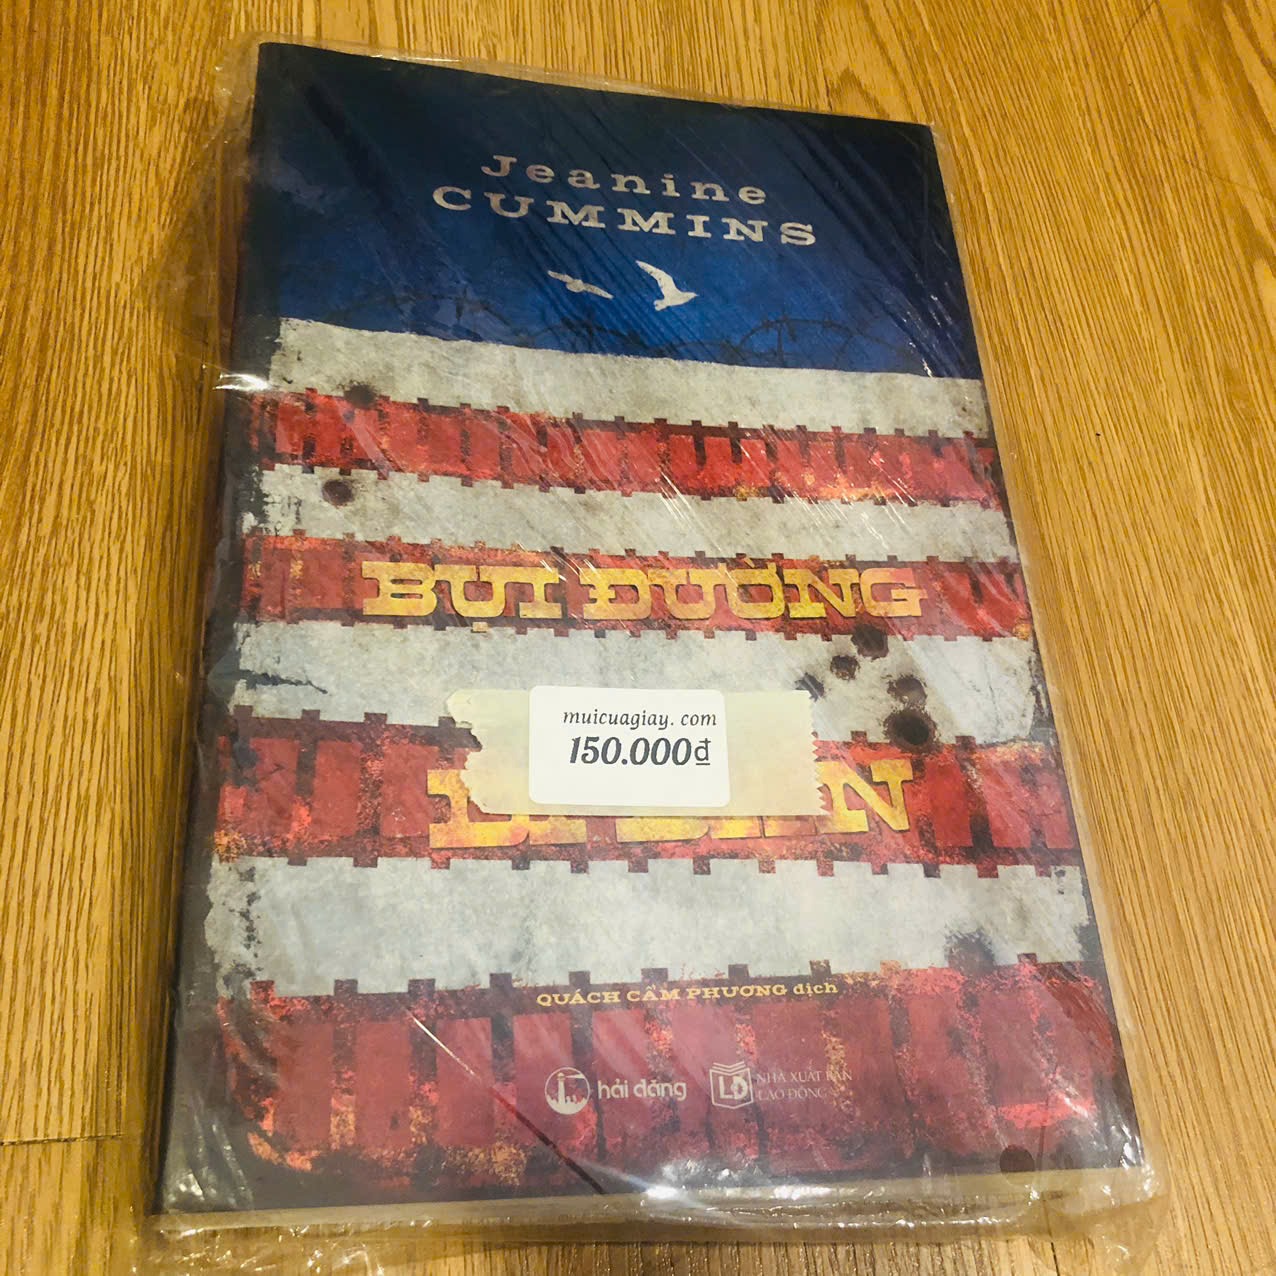 Jeanine
CUMMINS
BỤI ĐƯỜNG
muicuagiay. com
150.000đ
QUÁCH CẨM PHƯƠNG dịch
hải đăng
LĐ
NHÀ XUẤT BẢN
LAO ĐỘNG